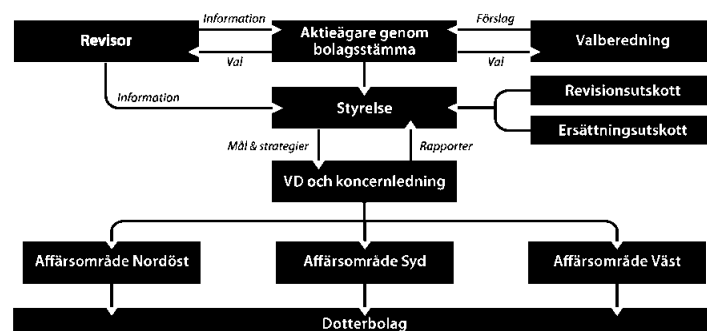 Information
Förslag
Revisor
Aktieägare genom
bolagsstämma
Valberedning
Val
Val
Information
Styrelse
Revisionsutskott
Ersättningsutskott
Mål & strategier
Rapporter
VD och koncernledning
Affärsområde Nordöst
Affärsområde Syd
Affärsområde Väst
Dotterbolag